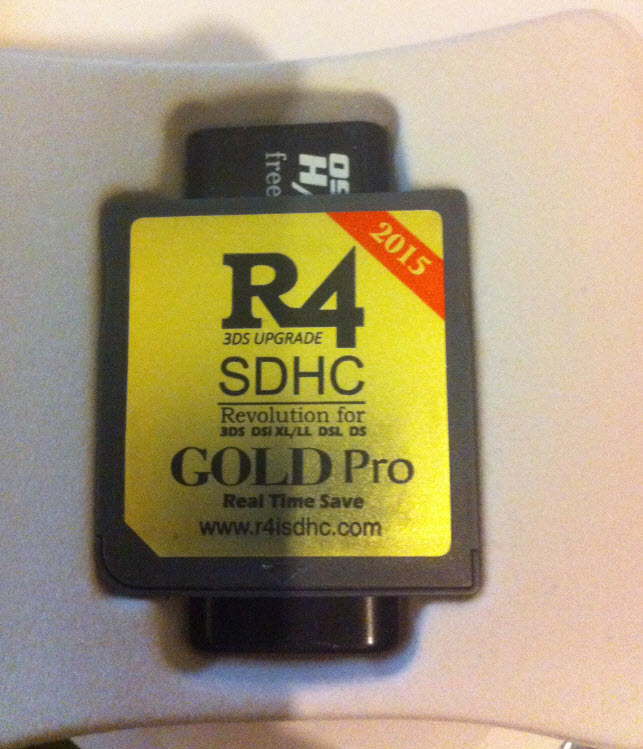 free
H
2015
R4
3DS UPGRADE
SDHC
Revolution for
3DS DSi XL/LL DSL DS
GOLD Pro
Real Time Save
www.r4isdhc.com